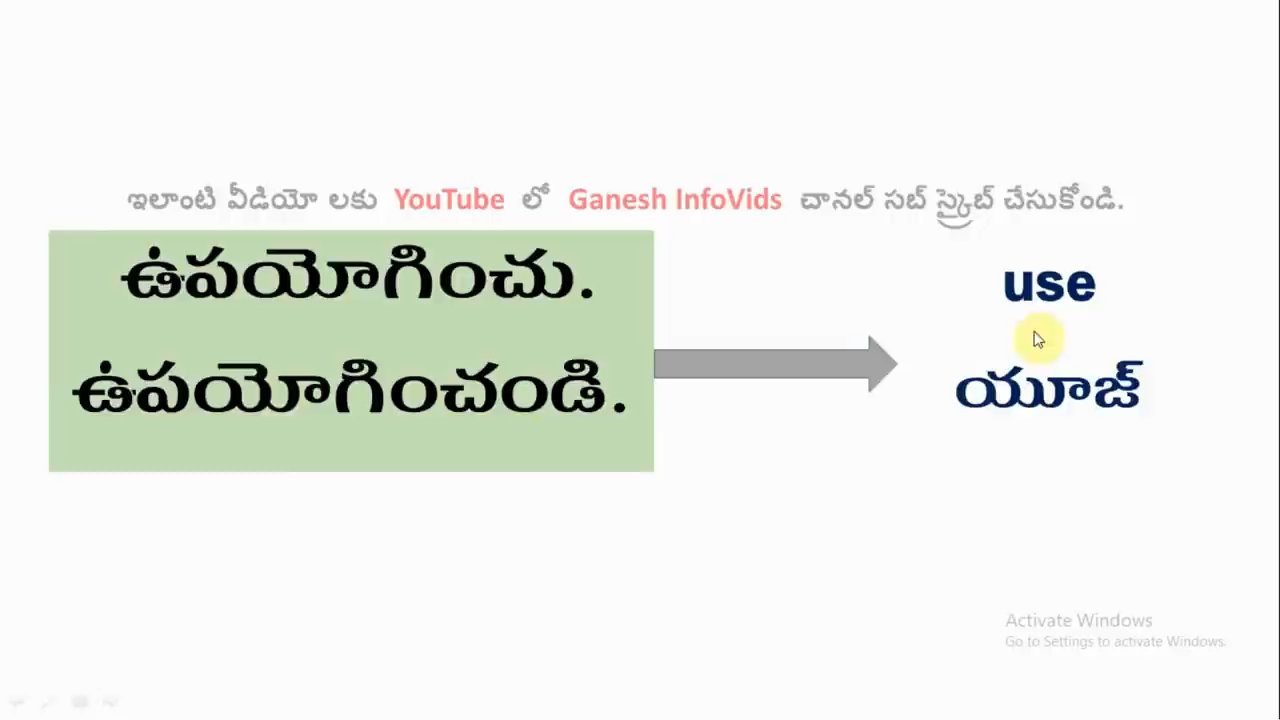 ఇలాంటి వీడియో లకు YouTube లో Ganesh InfoVids చానల్ సబ్ స్క్రైబ్ చేసుకోండి.
ఉపయోగించు.
ఉపయోగించండి.
use
యూజ్
Activate Windows
Go to Settings to activate Windows.